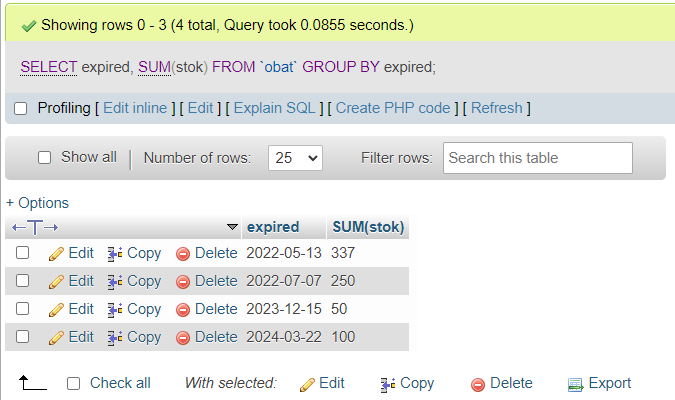 Showing rows 0 - 3 (4 total, Query took 0.0855 seconds.)
SELECT expired, SUM(stok) FROM `obat` GROUP BY expired;
Profiling [ Edit inline ] [ Edit ] [ Explain SQL ] [ Create PHP code ] [ Refresh ]
Show all | Number of rows: 25 Filter rows: Search this table
+ Options
←T→ expired SUM(stok)
Edit Copy Delete 2022-05-13 337
Edit Copy Delete 2022-07-07 250
Edit Copy Delete 2023-12-15 50
Edit Copy Delete 2024-03-22 100
Check all With selected: Edit Copy Delete Export